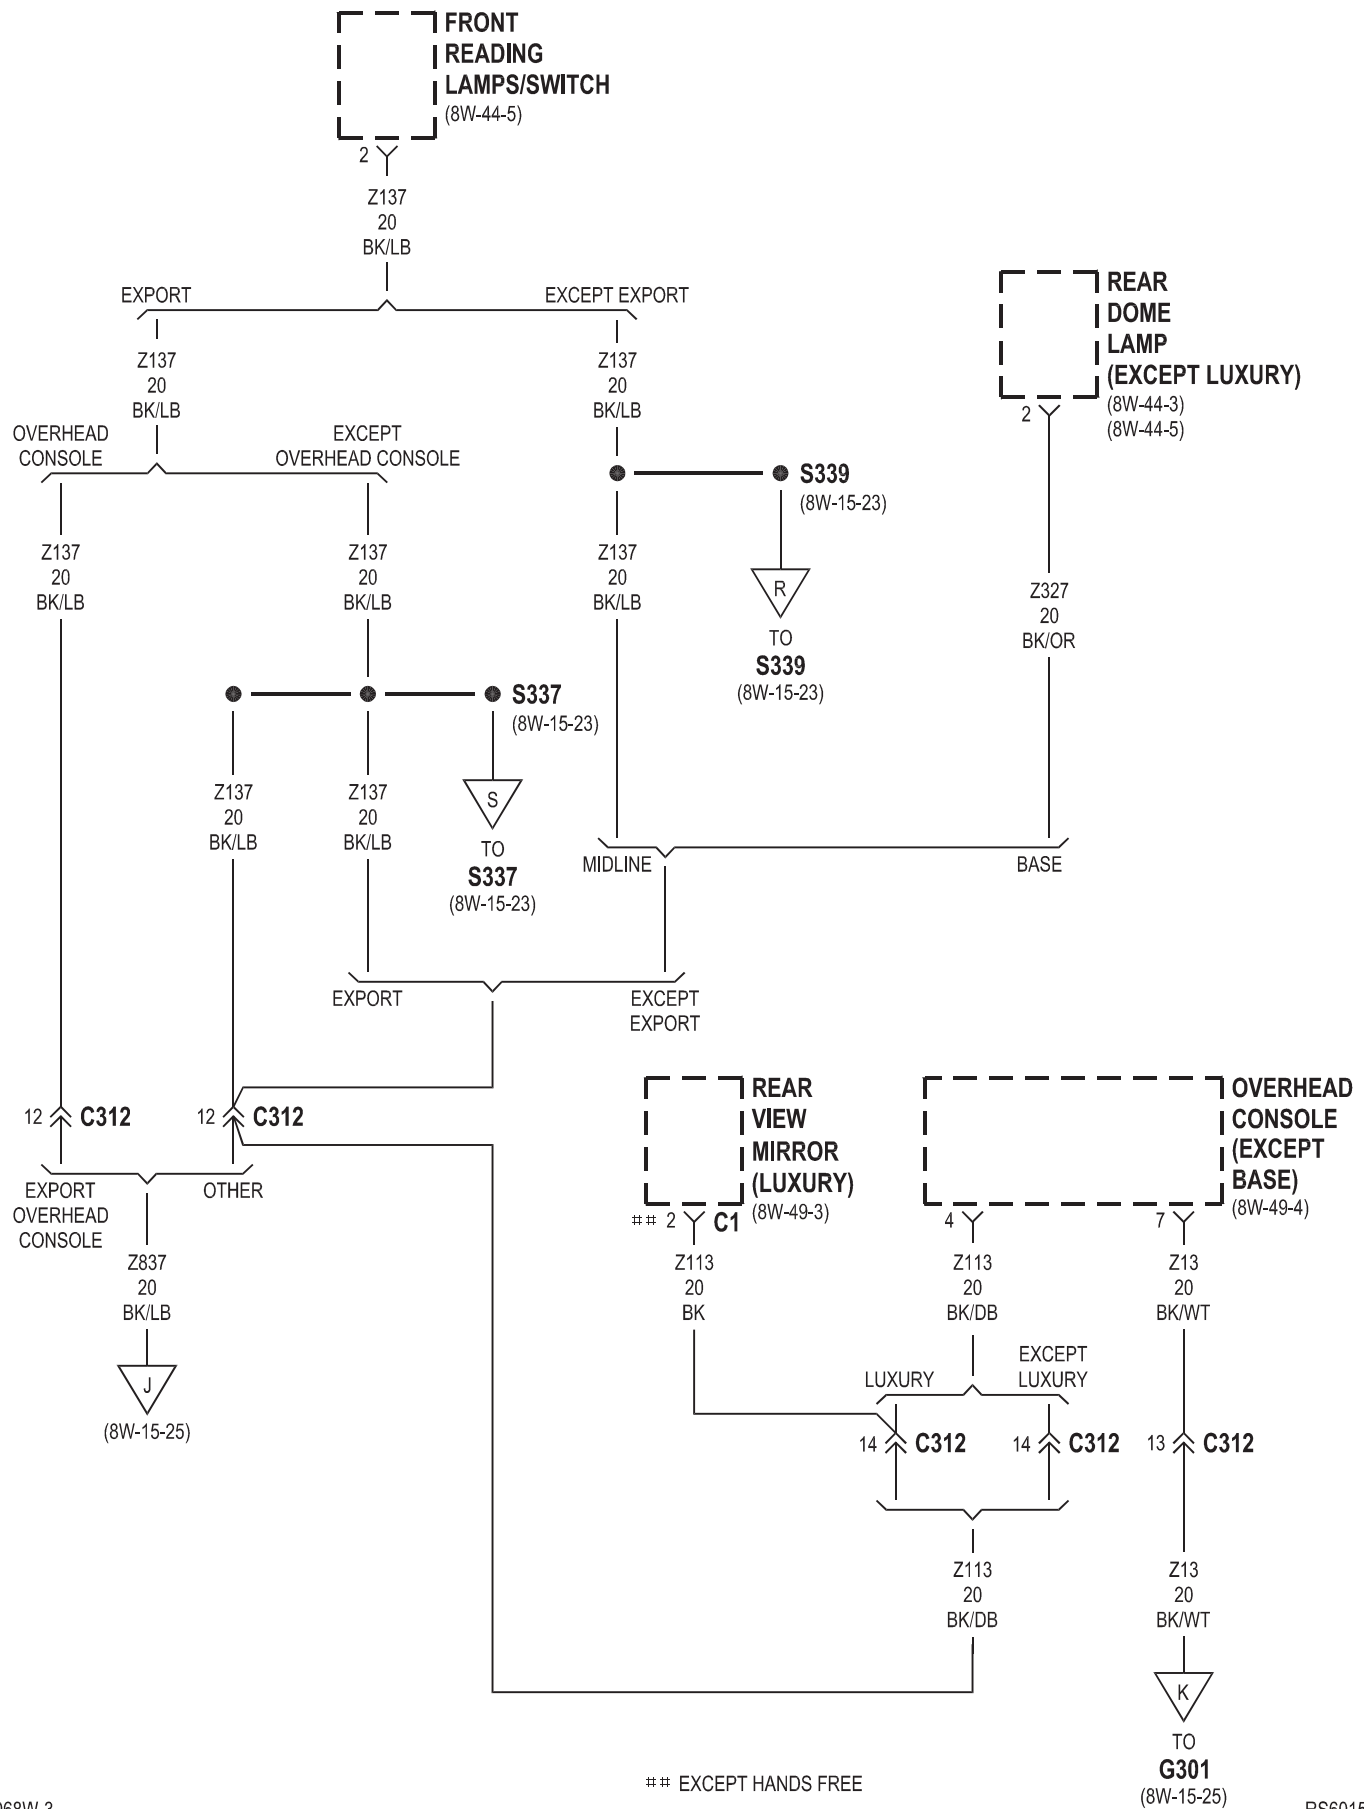 FRONT
READING
LAMPS/SWITCH
(8W-44-5)
2
Z137
20
BK/LB
EXPORT
EXCEPT EXPORT
REAR
DOME
LAMP
(EXCEPT LUXURY)
(8W-44-3)
(8W-44-5)
2
Z137
20
BK/LB
Z137
20
BK/LB
OVERHEAD
CONSOLE
EXCEPT
OVERHEAD CONSOLE
S339
(8W-15-23)
Z137
20
BK/LB
Z137
20
BK/LB
Z137
20
BK/LB
R
TO
S339
(8W-15-23)
Z327
20
BK/OR
S337
(8W-15-23)
Z137
20
BK/LB
Z137
20
BK/LB
S
TO
S337
(8W-15-23)
MIDLINE
BASE
EXPORT
EXCEPT
EXPORT
12 C312
12 C312
EXPORT
OVERHEAD
CONSOLE
OTHER
Z837
20
BK/LB
J
(8W-15-25)
REAR
VIEW
MIRROR
(LUXURY)
(8W-49-3)
## 2 C1
OVERHEAD
CONSOLE
(EXCEPT
BASE)
(8W-49-4)
4
7
Z113
20
BK
Z113
20
BK/DB
Z13
20
BK/WT
LUXURY
EXCEPT
LUXURY
14 C312
14 C312
13 C312
Z113
20
BK/DB
Z13
20
BK/WT
K
TO
G301
(8W-15-25)
## EXCEPT HANDS FREE